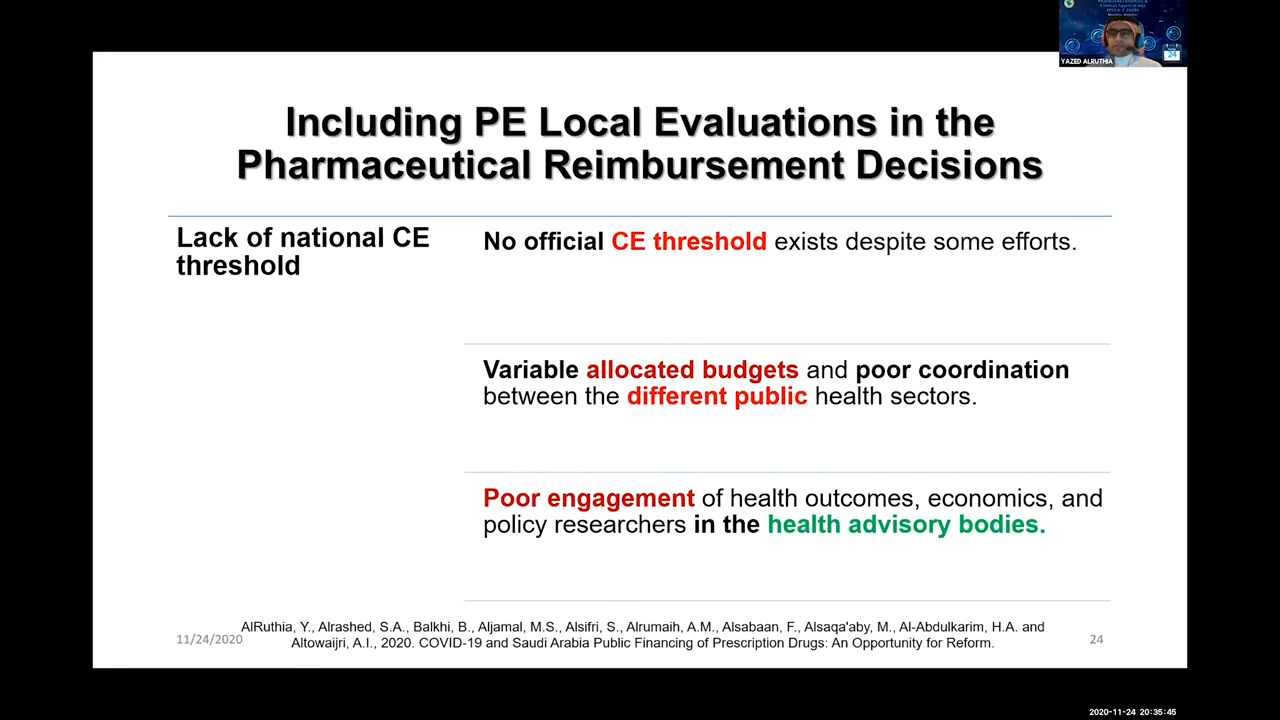 Pharmacoeconomics &
Clinical Applications
YAZED ALRUTHIA
24
Including PE Local Evaluations in the
Pharmaceutical Reimbursement Decisions
Lack of national CE
threshold
No official CE threshold exists despite some efforts.
Variable allocated budgets and poor coordination
between the different public health sectors.
Poor engagement of health outcomes, economics, and
policy researchers in the health advisory bodies.
AlRuthia, Y., Alrashed, S.A., Balkhi, B., Aljamal, M.S., Alsifri, S., Alrumaih, A.M., Alsabaan, F., Alsaqa'aby, M., Al-Abdulkarim, H.A. and
Altowaijri, A.I., 2020. COVID-19 and Saudi Arabia Public Financing of Prescription Drugs: An Opportunity for Reform.
11/24/2020
24
2020-11-24 20:35:45